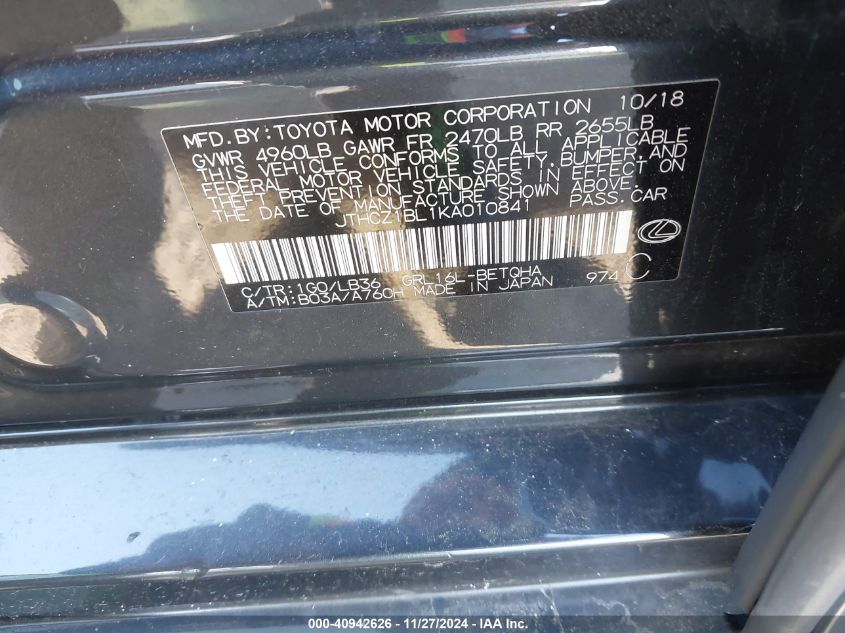 MFD.BY:TOYOTA MOTOR CORPORATION 10/18
GVWR 4960LB GAWR FR 2470LB RR 2655LB
THIS VEHICLE CONFORMS TO ALL APPLICABLE
FEDERAL MOTOR VEHICLE SAFETY,BUMPER,AND
THEFT PREVENTION STANDARDS IN EFFECT ON
THE DATE OF MANUFACTURE SHOWN ABOVE.
JTHCZ1BL1KA010841 PASS.CAR
C/TR:1G0/LB36 GRL16L-BETQHA 974 C
A/TM:B03A/A760H MADE IN JAPAN
000-40942626 - 11/27/2024 - IAA Inc.